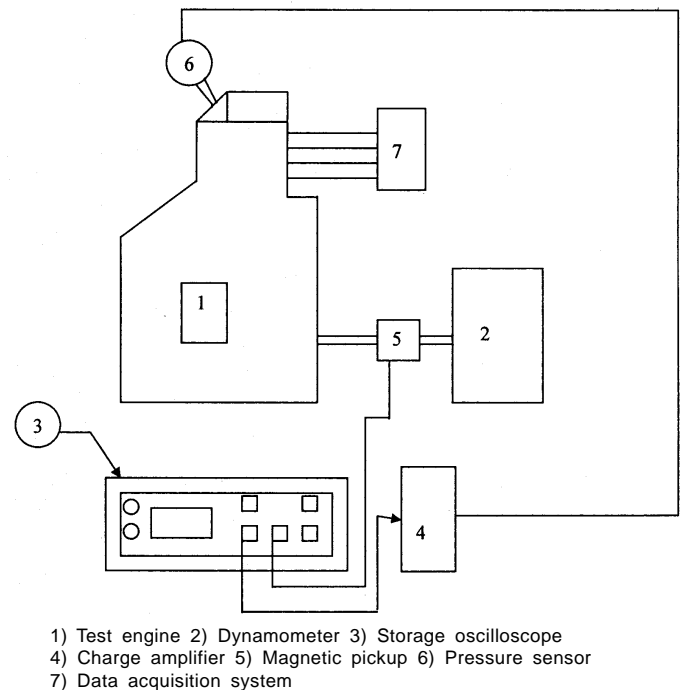 6
7
1
5
2
3
4
1) Test engine 2) Dynamometer 3) Storage oscilloscope
4) Charge amplifier 5) Magnetic pickup 6) Pressure sensor
7) Data acquisition system